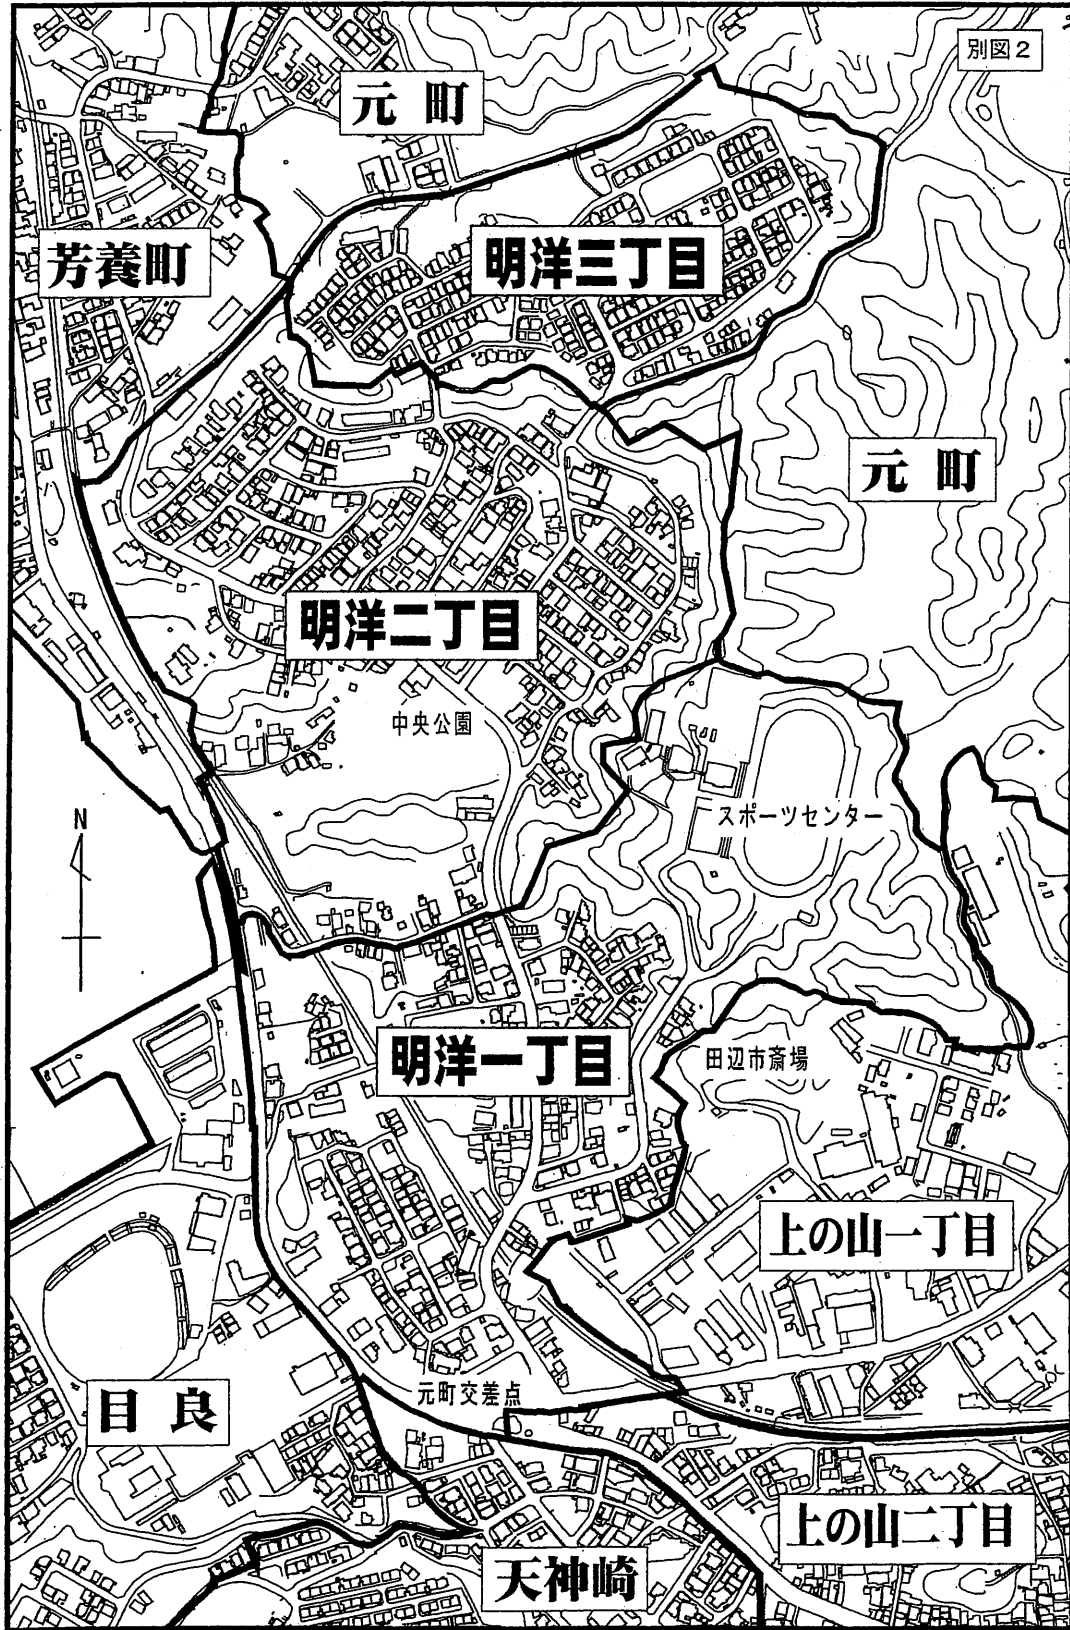 別図2
元町
芳養町
明洋三丁目
元町
明洋二丁目
中央公園
スポーツセンター
N
明洋一丁目
田辺市斎場
上の山一丁目
元町交差点
目良
上の山二丁目
天神崎